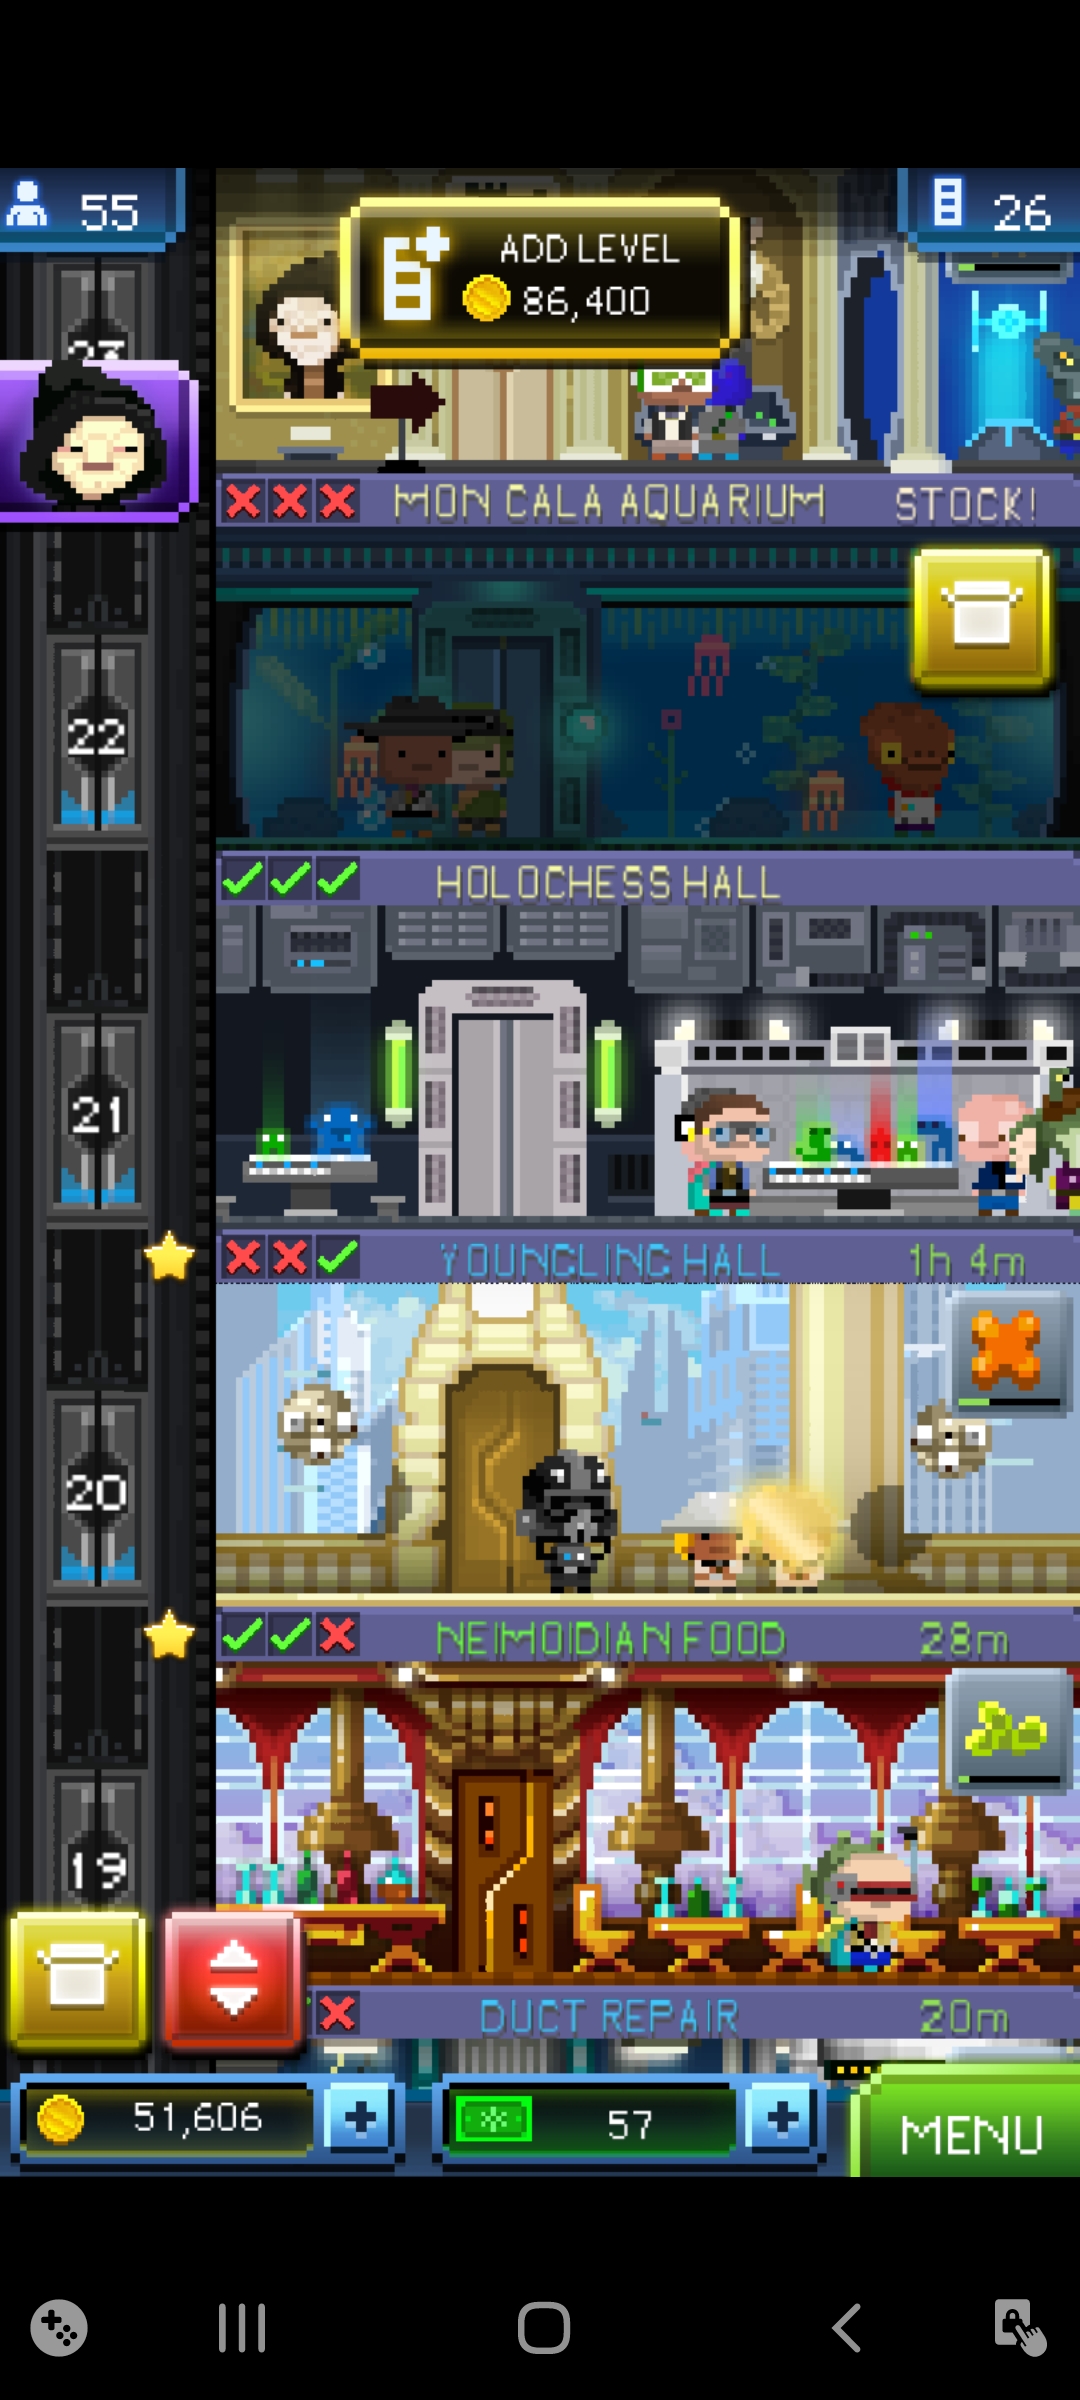 55
26
ADD LEVEL
86,400
MON CALA AQUARIUM STOCK!
22
HOLOCHESS HALL
21
YOUNGLING HALL 1h 4m
20
NEIMOIDIAN FOOD 28m
19
DUCT REPAIR 20m
51,606
57
MENU